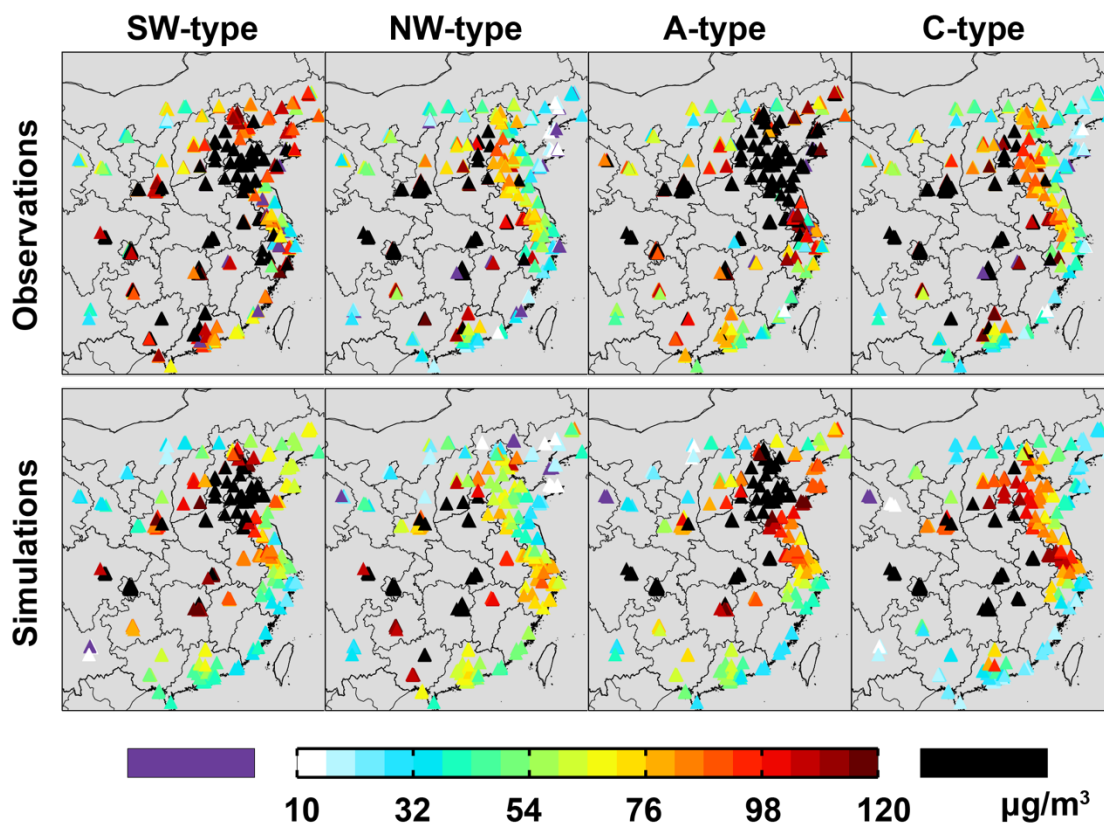 SW-type NW-type A-type C-type
Observations
Simulations
10 32 54 76 98 120 μg/m³